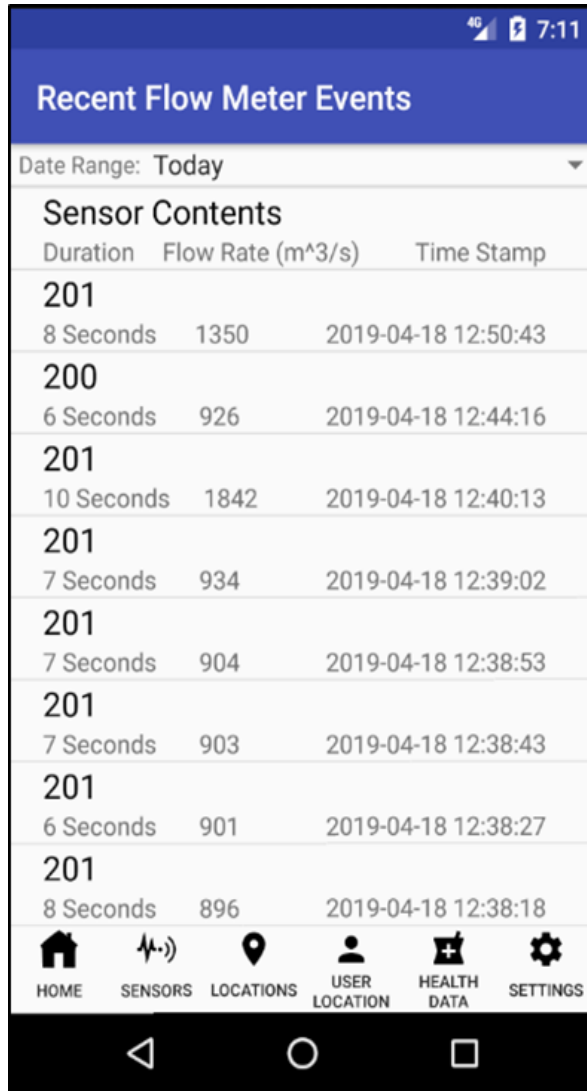 4G 7:11
Recent Flow Meter Events
Date Range: Today
Sensor Contents
Duration Flow Rate (m^3/s) Time Stamp
201
8 Seconds 1350 2019-04-18 12:50:43
200
6 Seconds 926 2019-04-18 12:44:16
201
10 Seconds 1842 2019-04-18 12:40:13
201
7 Seconds 934 2019-04-18 12:39:02
201
7 Seconds 904 2019-04-18 12:38:53
201
7 Seconds 903 2019-04-18 12:38:43
201
6 Seconds 901 2019-04-18 12:38:27
201
8 Seconds 896 2019-04-18 12:38:18
HOME SENSORS LOCATIONS USER LOCATION HEALTH DATA SETTINGS